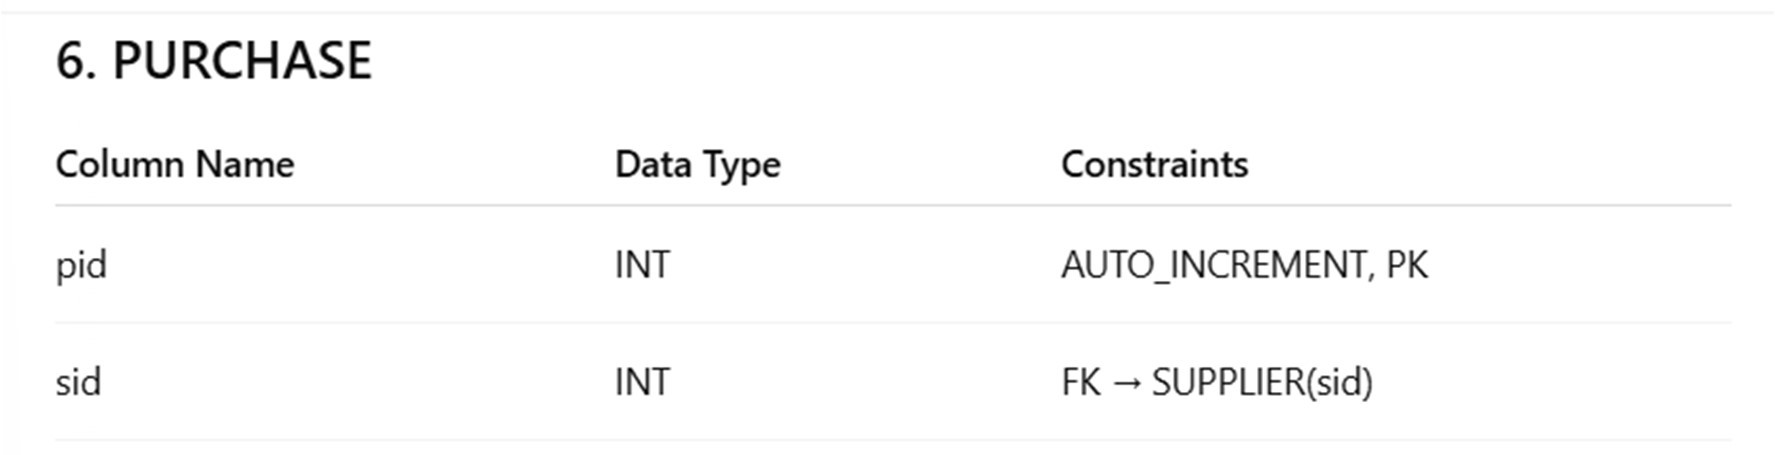 6. PURCHASE
Column Name Data Type Constraints
pid INT AUTO_INCREMENT, PK
sid INT FK → SUPPLIER(sid)